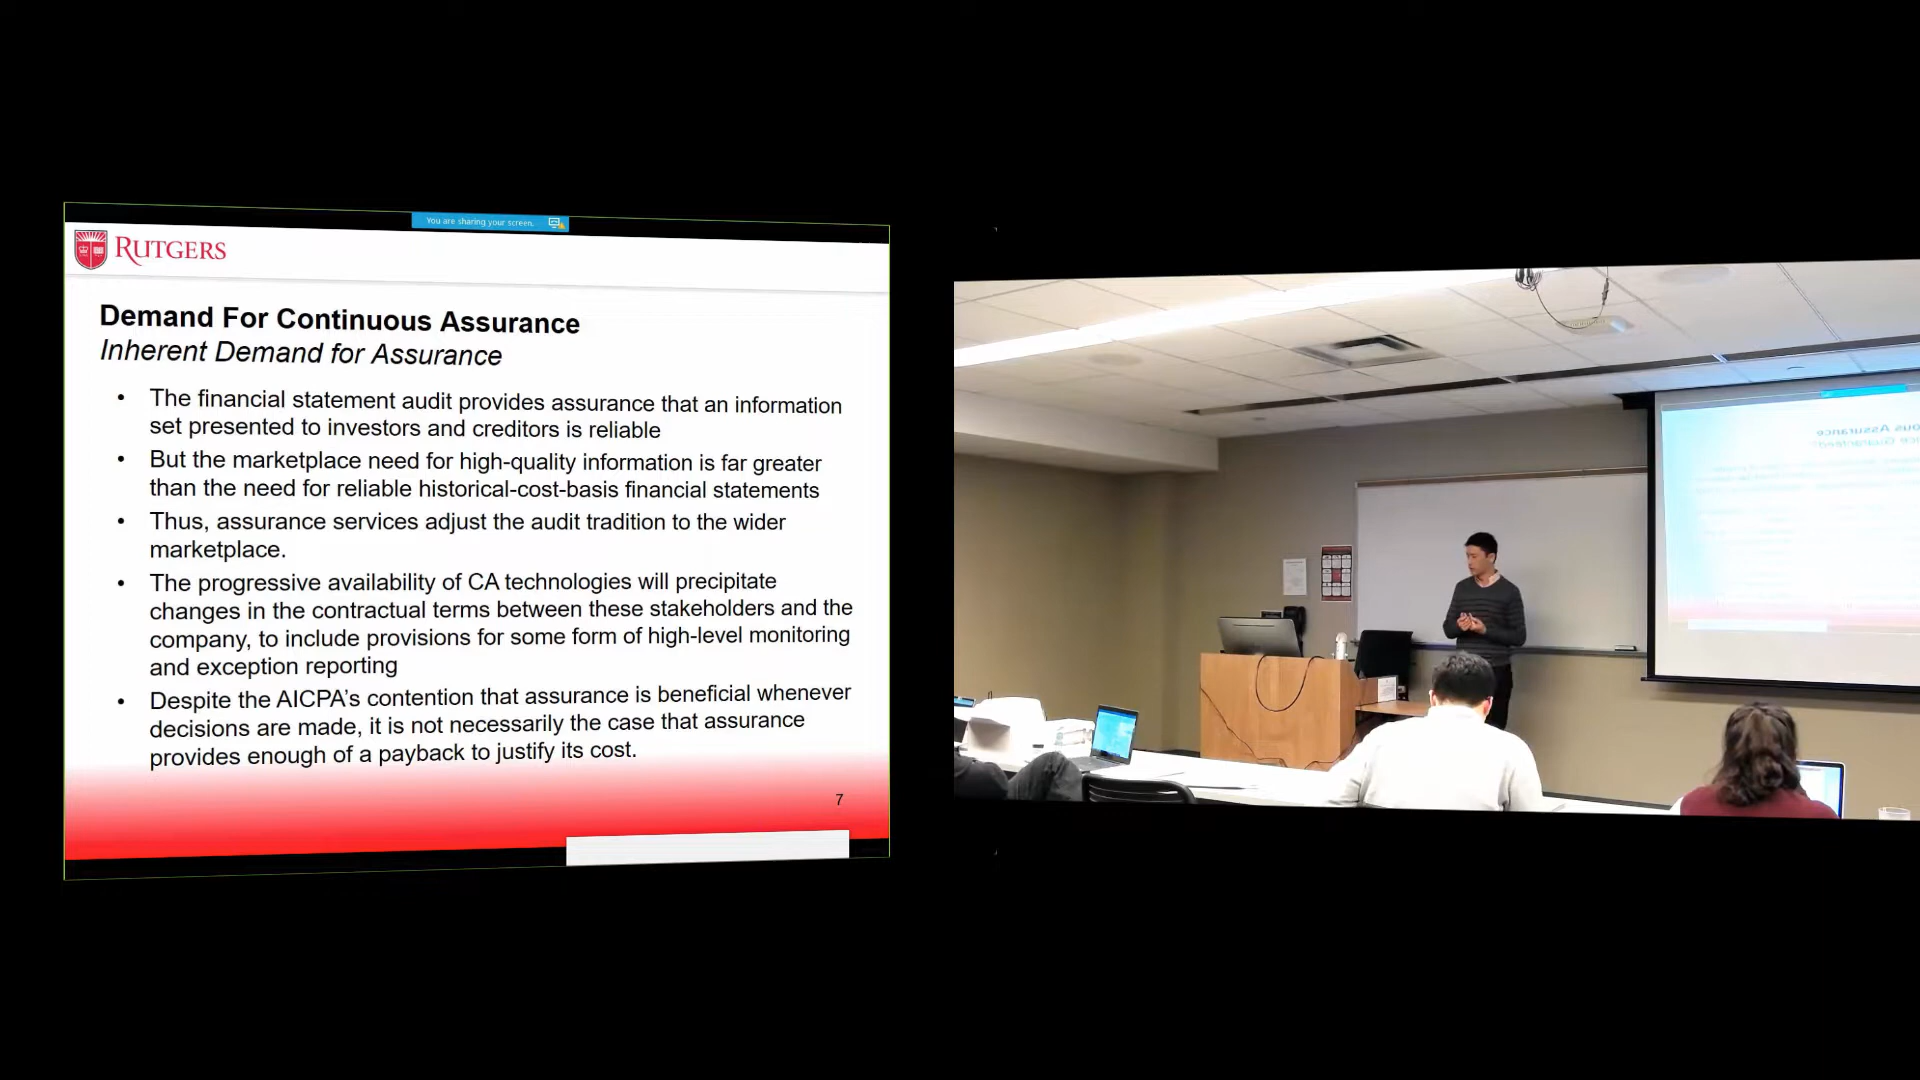 You are sharing your screen.
RUTGERS
Demand For Continuous Assurance
Inherent Demand for Assurance
• The financial statement audit provides assurance that an information
set presented to investors and creditors is reliable
• But the marketplace need for high-quality information is far greater
than the need for reliable historical-cost-basis financial statements
• Thus, assurance services adjust the audit tradition to the wider
marketplace.
• The progressive availability of CA technologies will precipitate
changes in the contractual terms between these stakeholders and the
company, to include provisions for some form of high-level monitoring
and exception reporting
• Despite the AICPA's contention that assurance is beneficial whenever
decisions are made, it is not necessarily the case that assurance
provides enough of a payback to justify its cost.
7